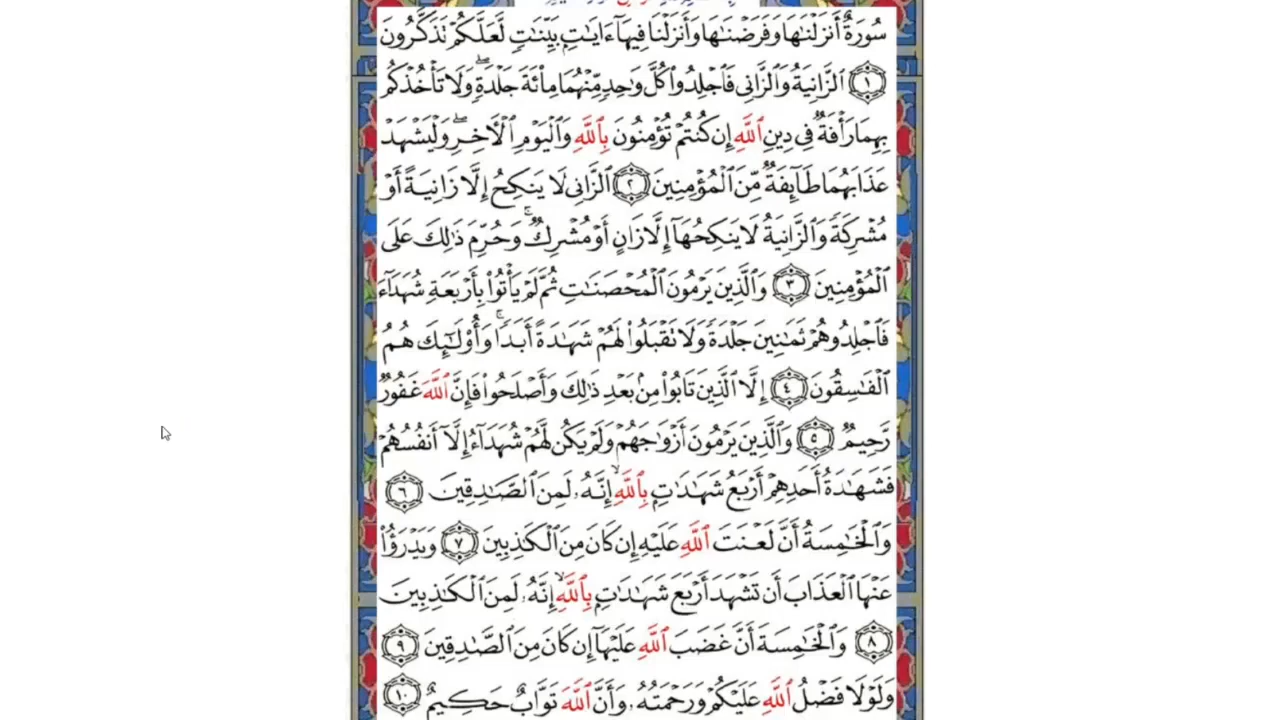 سُورَةٌ أَنزَلْنَٰهَا وَفَرَضْنَٰهَا وَأَنزَلْنَا فِيهَآ ءَايَٰتٍۭ بَيِّنَٰتٍ لَّعَلَّكُمْ تَذَكَّرُونَ
١ ٱلزَّانِيَةُ وَٱلزَّانِى فَٱجْلِدُوا۟ كُلَّ وَٰحِدٍ مِّنْهُمَا مِا۟ئَةَ جَلْدَةٍ ۖ وَلَا تَأْخُذْكُم
بِهِمَا رَأْفَةٌ فِى دِينِ ٱللَّهِ إِن كُنتُمْ تُؤْمِنُونَ بِٱللَّهِ وَٱلْيَوْمِ ٱلْأَاخِرِ ۖ وَلْيَشْهَدْ
عَذَابَهُمَا طَآئِفَةٌ مِّنَ ٱلْمُؤْمِنِينَ ٢ ٱلزَّانِى لَا يَنكِحُ إِلَّا زَانِيَةً أَوْ
مُشْرِكَةً وَٱلزَّانِيَةُ لَا يَنكِحُهَآ إِلَّا زَانٍ أَوْ مُشْرِكٌ ۚ وَحُرِّمَ ذَٰلِكَ عَلَى
ٱلْمُؤْمِنِينَ ٣ وَٱلَّذِينَ يَرْمُونَ ٱلْمُحْصَنَٰتِ ثُمَّ لَمْ يَأْتُوا۟ بِأَرْبَعَةِ شُهَدَآءَ
فَٱجْلِدُوهُمْ ثَمَٰنِينَ جَلْدَةً وَلَا تَقْبَلُوا۟ لَهُمْ شَهَٰدَةً أَبَدًا ۚ وَأُو۟لَٰٓئِكَ هُمُ
ٱلْفَٰسِقُونَ ٤ إِلَّا ٱلَّذِينَ تَابُوا۟ مِنۢ بَعْدِ ذَٰلِكَ وَأَصْلَحُوا۟ فَإِنَّ ٱللَّهَ غَفُورٌ
رَّحِيمٌ ٥ وَٱلَّذِينَ يَرْمُونَ أَزْوَٰجَهُمْ وَلَمْ يَكُن لَّهُمْ شُهَدَآءُ إِلَّآ أَنفُسُهُمْ
فَشَهَٰدَةُ أَحَدِهِمْ أَرْبَعُ شَهَٰدَٰتٍۭ بِٱللَّهِ ۙ إِنَّهُۥ لَمِنَ ٱلصَّٰدِقِينَ ٦
وَٱلْخَٰمِسَةُ أَنَّ لَعْنَتَ ٱللَّهِ عَلَيْهِ إِن كَانَ مِنَ ٱلْكَٰذِبِينَ ٧ وَيَدْرَؤُا۟
عَنْهَا ٱلْعَذَابَ أَن تَشْهَدَ أَرْبَعَ شَهَٰدَٰتٍۭ بِٱللَّهِ ۙ إِنَّهُۥ لَمِنَ ٱلْكَٰذِبِينَ
٨ وَٱلْخَٰمِسَةَ أَنَّ غَضَبَ ٱللَّهِ عَلَيْهَآ إِن كَانَ مِنَ ٱلصَّٰدِقِينَ ٩
وَلَوْلَا فَضْلُ ٱللَّهِ عَلَيْكُمْ وَرَحْمَتُهُۥ وَأَنَّ ٱللَّهَ تَوَّابٌ حَكِيمٌ ١٠